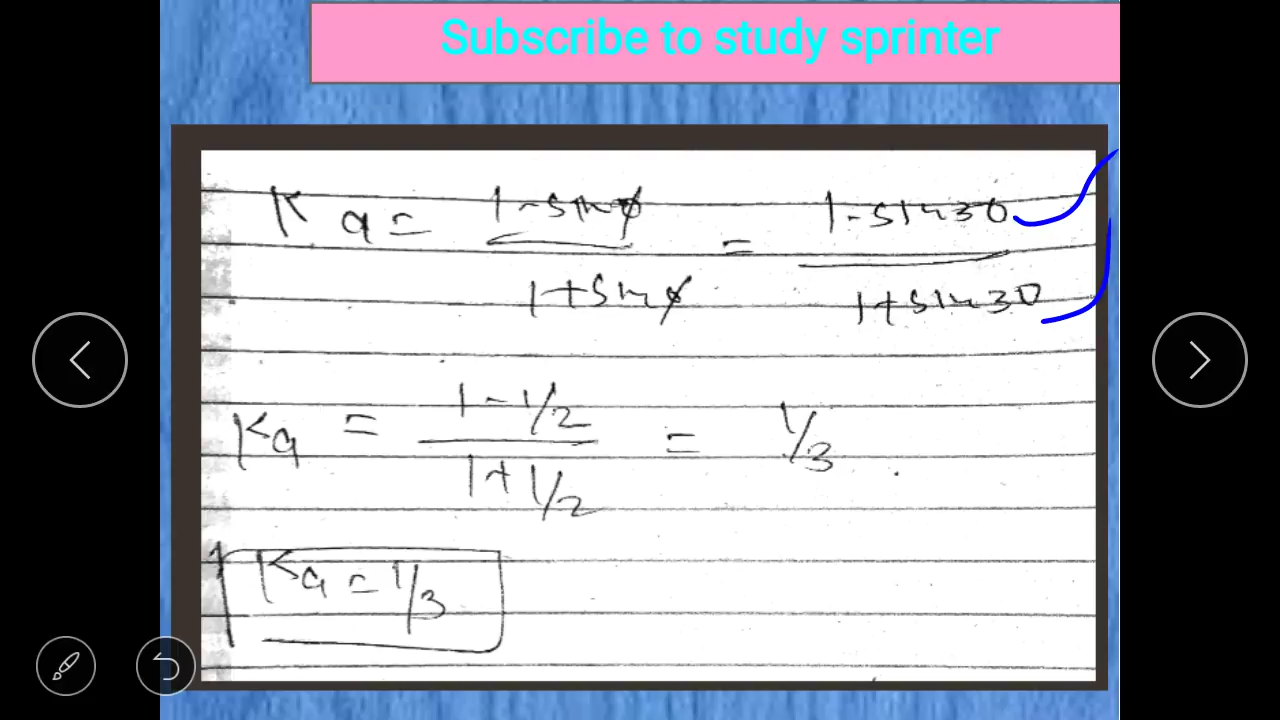 Subscribe to study sprinter
Ka = 1-sinφ / 1+sinφ = 1-sin30 / 1+sin30
Ka = 1-1/2 / 1+1/2 = 1/3
Ka = 1/3